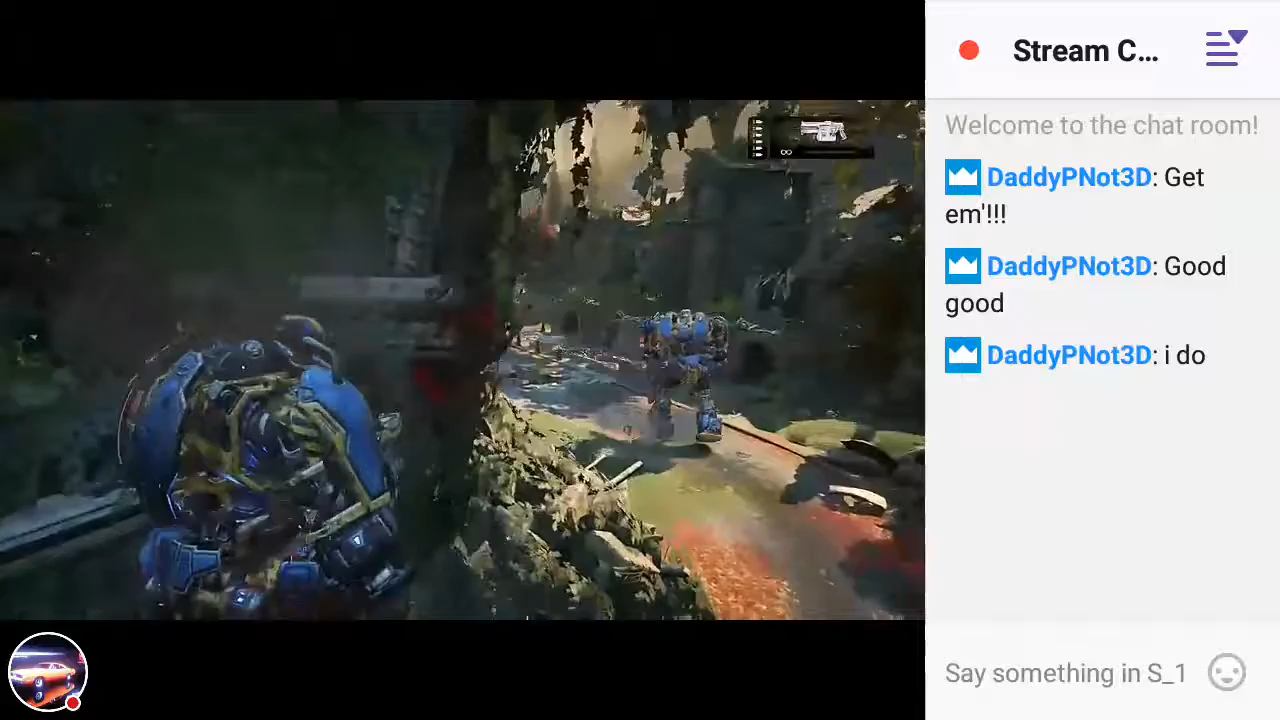 Stream C...
Welcome to the chat room!
DaddyPNot3D: Get
em'!!!
DaddyPNot3D: Good
good
DaddyPNot3D: i do
Say something in S_1
∞